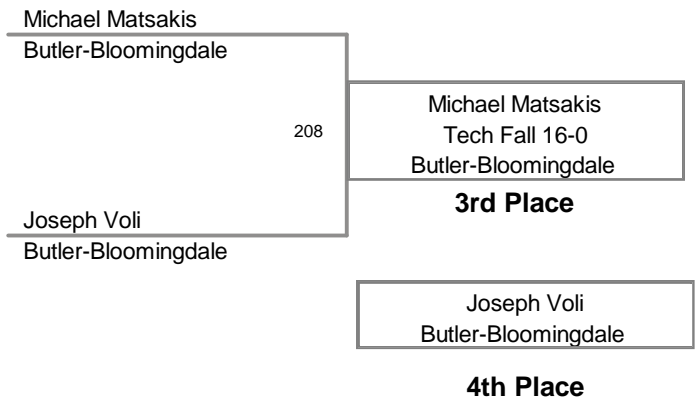 Michael Matsakis
Butler-Bloomingdale
208
Michael Matsakis
Tech Fall 16-0
Butler-Bloomingdale
3rd Place
Joseph Voli
Butler-Bloomingdale
Joseph Voli
Butler-Bloomingdale
4th Place